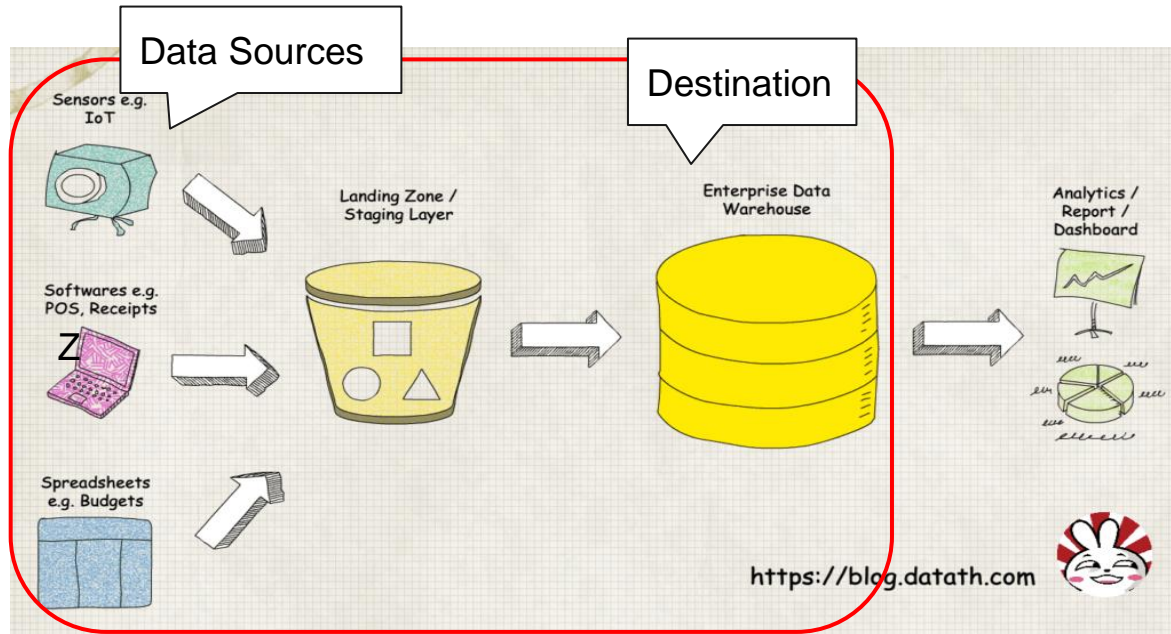 Data Sources
Destination
Sensors e.g.
IoT
Landing Zone /
Staging Layer
Enterprise Data
Warehouse
Analytics /
Report /
Dashboard
Softwares e.g.
POS, Receipts
Z
Spreadsheets
e.g. Budgets
https://blog.datath.com